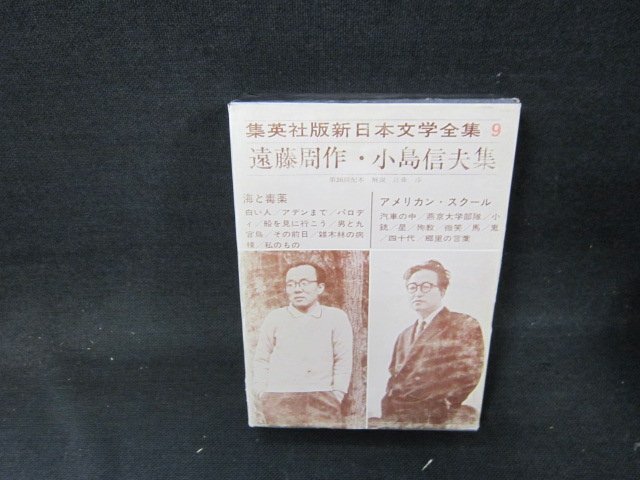 集英社版新日本文学全集 9
遠藤周作・小島信夫集
海と毒薬
白い人／アデンまで／パロデ
ィ／船を見に行こう／男と九
官鳥／その前日／雑木林の病
棟／私のもの
アメリカン・スクール
汽車の中／燕京大学部隊／小
銃／星／殉教 微笑／馬／鬼
／四十代／郷里の言葉